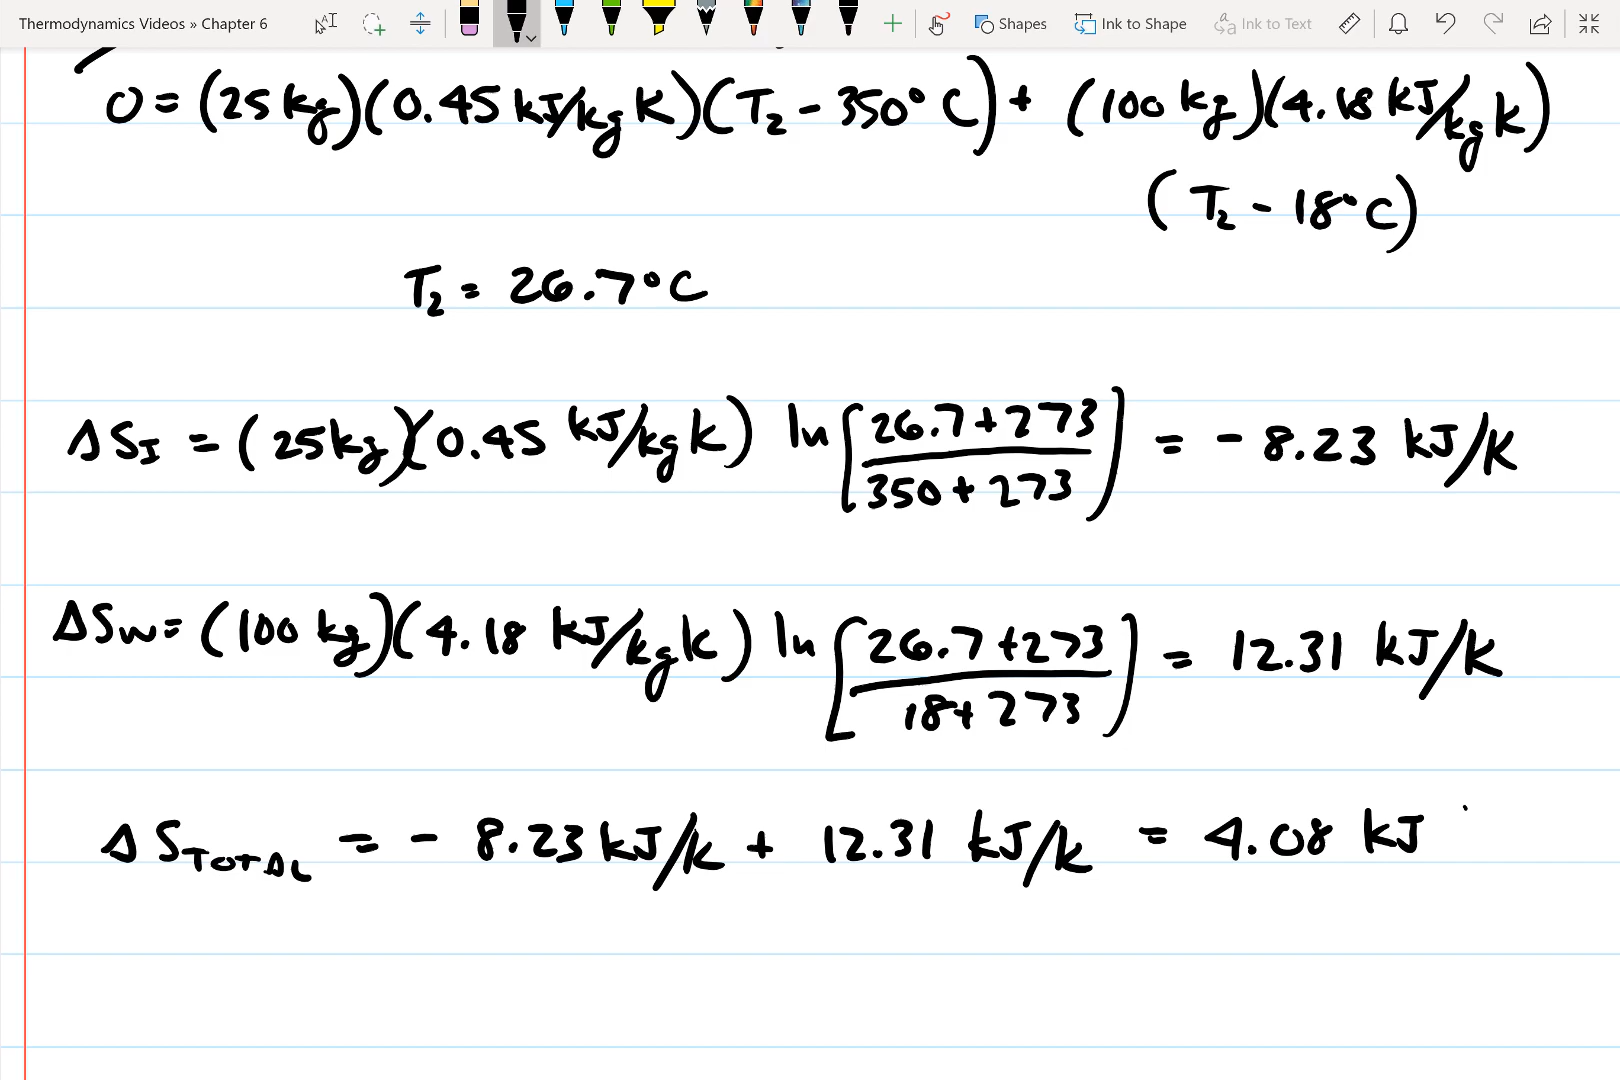 Thermodynamics Videos » Chapter 6
Shapes
Ink to Shape
Ink to Text
0 = (25 kg)(0.45 kJ/kg K)(T₂ - 350°C) + (100 kg)(4.18 kJ/kg K)
(T₂ - 18°C)
T₂ = 26.7°C
ΔS_I = (25 kg)(0.45 kJ/kg K) ln [(26.7 + 273)/(350 + 273)] = - 8.23 kJ/K
ΔS_W = (100 kg)(4.18 kJ/kg K) ln [(26.7 + 273)/(18 + 273)] = 12.31 kJ/K
ΔS_TOTAL = - 8.23 kJ/K + 12.31 kJ/K = 4.08 kJ